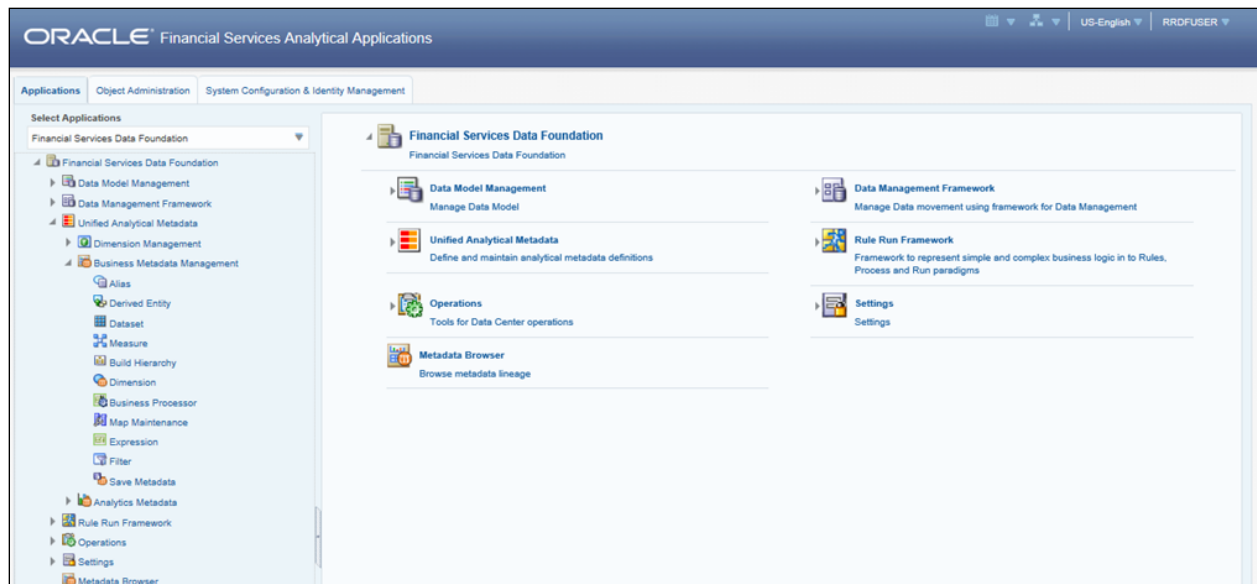 ORACLE® Financial Services Analytical Applications
US-English
RRDFUSER
Applications
Object Administration
System Configuration & Identity Management
Select Applications
Financial Services Data Foundation
Financial Services Data Foundation
Data Model Management
Data Management Framework
Unified Analytical Metadata
Dimension Management
Business Metadata Management
Alias
Derived Entity
Dataset
Measure
Build Hierarchy
Dimension
Business Processor
Map Maintenance
Expression
Filter
Save Metadata
Analytics Metadata
Rule Run Framework
Operations
Settings
Metadata Browser
Financial Services Data Foundation
Financial Services Data Foundation
Data Model Management
Manage Data Model
Data Management Framework
Manage Data movement using framework for Data Management
Unified Analytical Metadata
Define and maintain analytical metadata definitions
Rule Run Framework
Framework to represent simple and complex business logic in to Rules,
Process and Run paradigms
Operations
Tools for Data Center operations
Settings
Settings
Metadata Browser
Browse metadata lineage